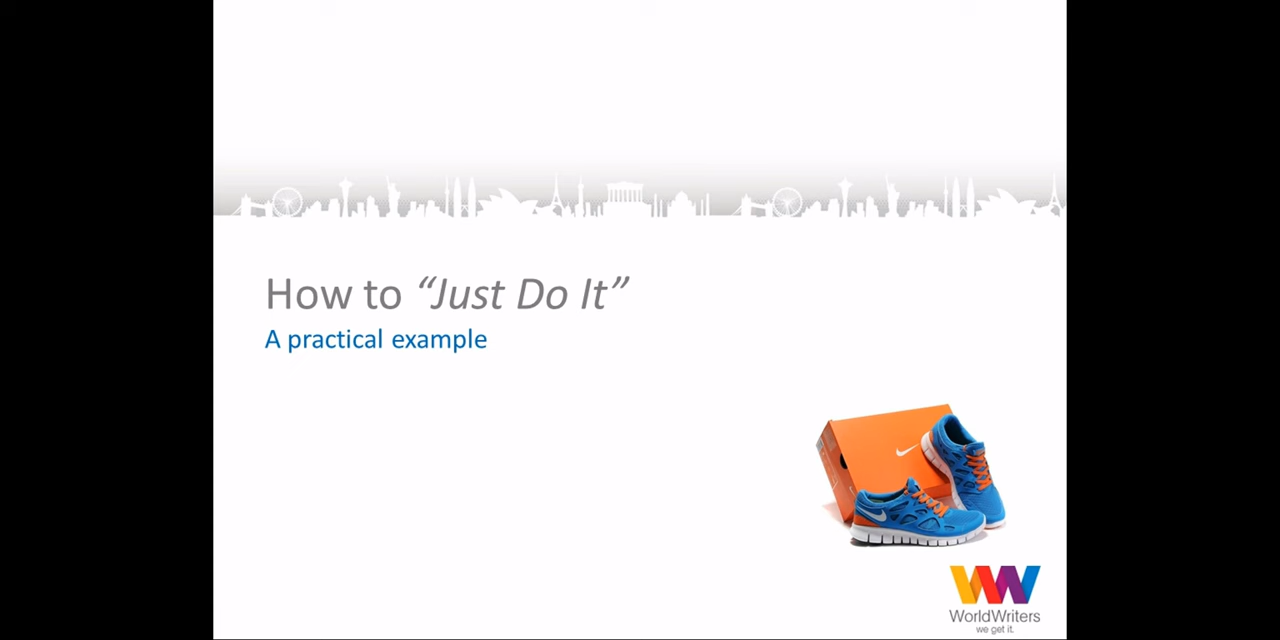 How to “Just Do It”
A practical example
WorldWriters
we get it.